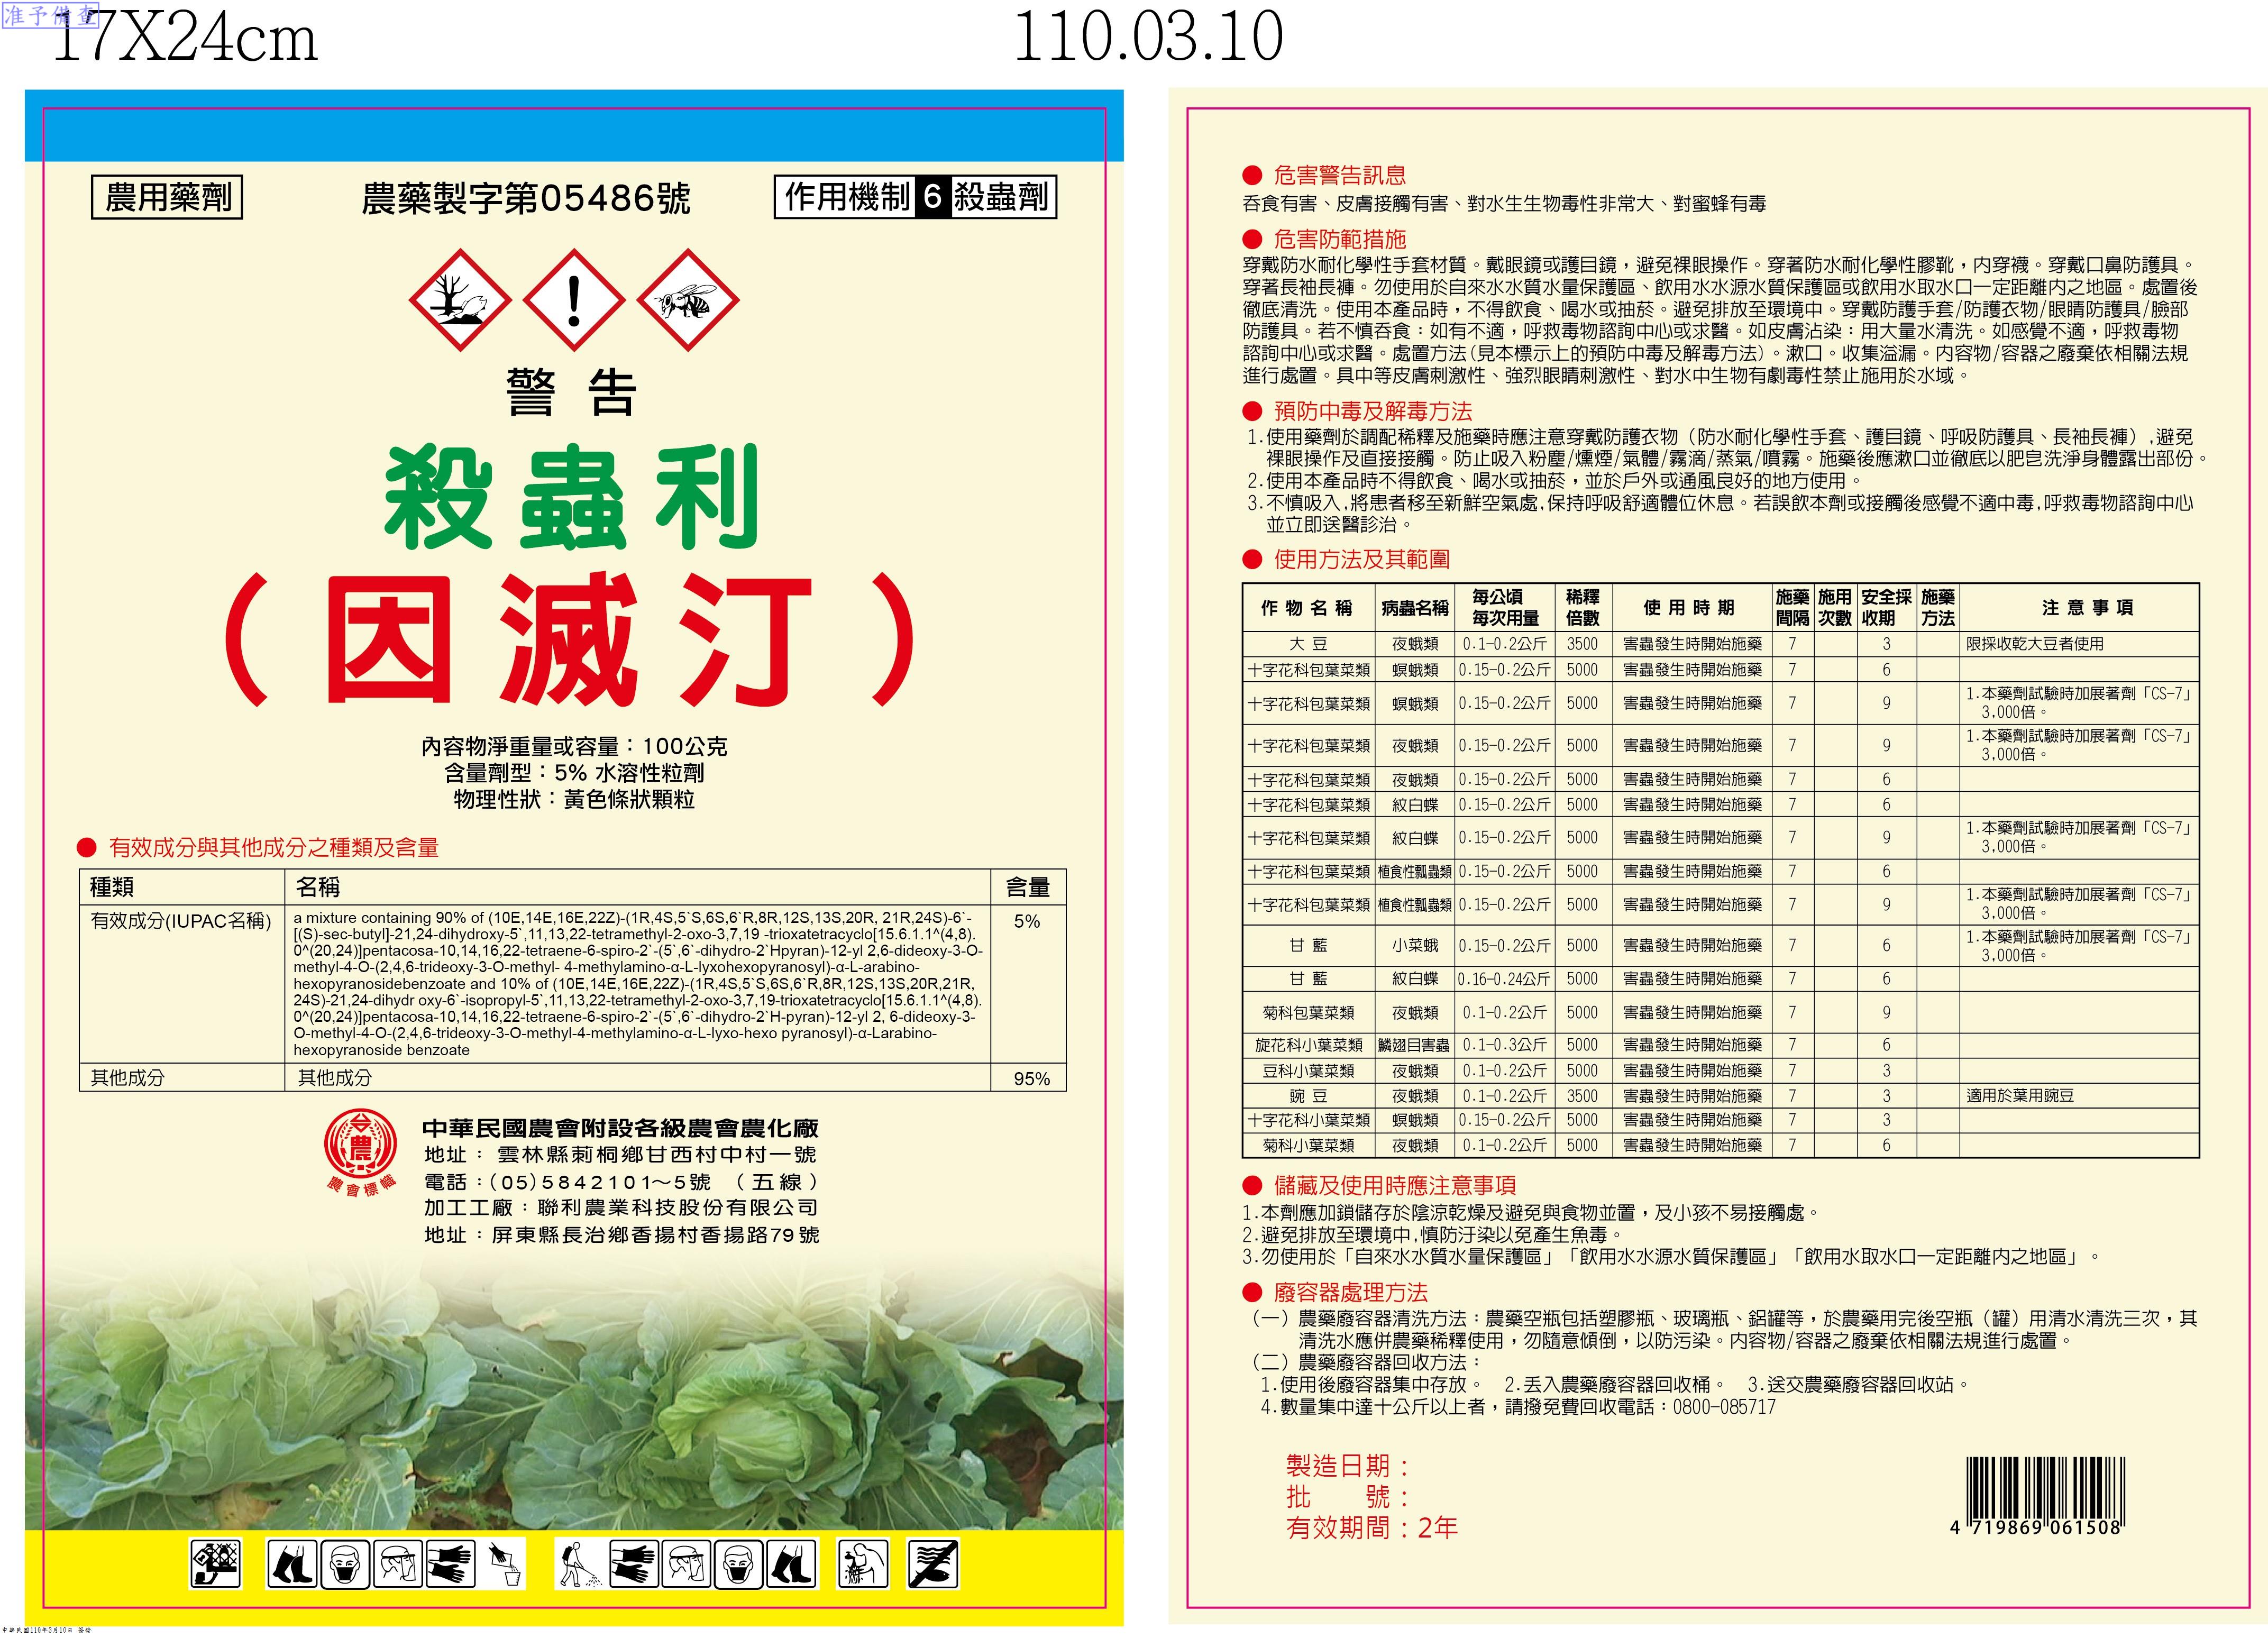 准予備查
17X24cm
110.03.10
農用藥劑
農藥製字第05486號
作用機制 6 殺蟲劑
警告
殺蟲利
（因滅汀）
內容物淨重量或容量：100公克
含量劑型：5% 水溶性粒劑
物理性狀：黃色條狀顆粒
● 有效成分與其他成分之種類及含量
種類 名稱 含量
有效成分(IUPAC名稱) a mixture containing 90% of (10E,14E,16E,22Z)-(1R,4S,5`S,6S,6`R,8R,12S,13S,20R, 21R,24S)-6`- 5%
[(S)-sec-butyl]-21,24-dihydroxy-5`,11,13,22-tetramethyl-2-oxo-3,7,19 -trioxatetracyclo[15.6.1.1^(4,8).
0^(20,24)]pentacosa-10,14,16,22-tetraene-6-spiro-2`-(5`,6`-dihydro-2`Hpyran)-12-yl 2,6-dideoxy-3-O-
methyl-4-O-(2,4,6-trideoxy-3-O-methyl- 4-methylamino-α-L-lyxohexopyranosyl)-α-L-arabino-
hexopyranosidebenzoate and 10% of (10E,14E,16E,22Z)-(1R,4S,5`S,6S,6`R,8R,12S,13S,20R,21R,
24S)-21,24-dihydr oxy-6`-isopropyl-5`,11,13,22-tetramethyl-2-oxo-3,7,19-trioxatetracyclo[15.6.1.1^(4,8).
0^(20,24)]pentacosa-10,14,16,22-tetraene-6-spiro-2`-(5`,6`-dihydro-2`H-pyran)-12-yl 2, 6-dideoxy-3-
O-methyl-4-O-(2,4,6-trideoxy-3-O-methyl-4-methylamino-α-L-lyxo-hexo pyranosyl)-α-Larabino-
hexopyranoside benzoate
其他成分 其他成分 95%
農會標幟
中華民國農會附設各級農會農化廠
地址：雲林縣莿桐鄉甘西村中村一號
電話：(05)5842101～5號（五線）
加工工廠：聯利農業科技股份有限公司
地址：屏東縣長治鄉香揚村香揚路79號
中華民國110年3月10日 簽發
● 危害警告訊息
吞食有害、皮膚接觸有害、對水生生物毒性非常大、對蜜蜂有毒
● 危害防範措施
穿戴防水耐化學性手套材質。戴眼鏡或護目鏡，避免裸眼操作。穿著防水耐化學性膠靴，內穿襪。穿戴口鼻防護具。
穿著長袖長褲。勿使用於自來水水質水量保護區、飲用水水源水質保護區或飲用水取水口一定距離內之地區。處置後
徹底清洗。使用本產品時，不得飲食、喝水或抽菸。避免排放至環境中。穿戴防護手套/防護衣物/眼睛防護具/臉部
防護具。若不慎吞食：如有不適，呼救毒物諮詢中心或求醫。如皮膚沾染：用大量水清洗。如感覺不適，呼救毒物
諮詢中心或求醫。處置方法(見本標示上的預防中毒及解毒方法)。漱口。收集溢漏。內容物/容器之廢棄依相關法規
進行處置。具中等皮膚刺激性、強烈眼睛刺激性、對水中生物有劇毒性禁止施用於水域。
● 預防中毒及解毒方法
1.使用藥劑於調配稀釋及施藥時應注意穿戴防護衣物（防水耐化學性手套、護目鏡、呼吸防護具、長袖長褲）,避免
裸眼操作及直接接觸。防止吸入粉塵/燻煙/氣體/霧滴/蒸氣/噴霧。施藥後應漱口並徹底以肥皂洗淨身體露出部份。
2.使用本產品時不得飲食、喝水或抽菸，並於戶外或通風良好的地方使用。
3.不慎吸入,將患者移至新鮮空氣處,保持呼吸舒適體位休息。若誤飲本劑或接觸後感覺不適中毒,呼救毒物諮詢中心
並立即送醫診治。
● 使用方法及其範圍
作物名稱 病蟲名稱 每公頃每次用量 稀釋倍數 使用時期 施藥間隔 施用次數 安全採收期 施藥方法 注意事項
大豆 夜蛾類 0.1-0.2公斤 3500 害蟲發生時開始施藥 7 3 限採收乾大豆者使用
十字花科包葉菜類 螟蛾類 0.15-0.2公斤 5000 害蟲發生時開始施藥 7 6
十字花科包葉菜類 螟蛾類 0.15-0.2公斤 5000 害蟲發生時開始施藥 7 9 1.本藥劑試驗時加展著劑「CS-7」
3,000倍。
十字花科包葉菜類 夜蛾類 0.15-0.2公斤 5000 害蟲發生時開始施藥 7 9 1.本藥劑試驗時加展著劑「CS-7」
3,000倍。
十字花科包葉菜類 夜蛾類 0.15-0.2公斤 5000 害蟲發生時開始施藥 7 6
十字花科包葉菜類 紋白蝶 0.15-0.2公斤 5000 害蟲發生時開始施藥 7 6
十字花科包葉菜類 紋白蝶 0.15-0.2公斤 5000 害蟲發生時開始施藥 7 9 1.本藥劑試驗時加展著劑「CS-7」
3,000倍。
十字花科包葉菜類 植食性瓢蟲類 0.15-0.2公斤 5000 害蟲發生時開始施藥 7 6
十字花科包葉菜類 植食性瓢蟲類 0.15-0.2公斤 5000 害蟲發生時開始施藥 7 9 1.本藥劑試驗時加展著劑「CS-7」
3,000倍。
甘藍 小菜蛾 0.15-0.2公斤 5000 害蟲發生時開始施藥 7 6 1.本藥劑試驗時加展著劑「CS-7」
3,000倍。
甘藍 紋白蝶 0.16-0.24公斤 5000 害蟲發生時開始施藥 7 6
菊科包葉菜類 夜蛾類 0.1-0.2公斤 5000 害蟲發生時開始施藥 7 9
旋花科小葉菜類 鱗翅目害蟲 0.1-0.3公斤 5000 害蟲發生時開始施藥 7 6
豆科小葉菜類 夜蛾類 0.1-0.2公斤 5000 害蟲發生時開始施藥 7 3
豌豆 夜蛾類 0.1-0.2公斤 3500 害蟲發生時開始施藥 7 3 適用於葉用豌豆
十字花科小葉菜類 螟蛾類 0.15-0.2公斤 5000 害蟲發生時開始施藥 7 3
菊科小葉菜類 夜蛾類 0.1-0.2公斤 5000 害蟲發生時開始施藥 7 6
● 儲藏及使用時應注意事項
1.本劑應加鎖儲存於陰涼乾燥及避免與食物並置，及小孩不易接觸處。
2.避免排放至環境中,慎防汙染以免產生魚毒。
3.勿使用於「自來水水質水量保護區」「飲用水水源水質保護區」「飲用水取水口一定距離內之地區」。
● 廢容器處理方法
（一）農藥廢容器清洗方法：農藥空瓶包括塑膠瓶、玻璃瓶、鋁罐等，於農藥用完後空瓶（罐）用清水清洗三次，其
清洗水應併農藥稀釋使用，勿隨意傾倒，以防污染。內容物/容器之廢棄依相關法規進行處置。
（二）農藥廢容器回收方法：
1.使用後廢容器集中存放。 2.丟入農藥廢容器回收桶。 3.送交農藥廢容器回收站。
4.數量集中達十公斤以上者，請撥免費回收電話：0800-085717
製造日期：
批　　號：
有效期間：2年
4 719869 061508